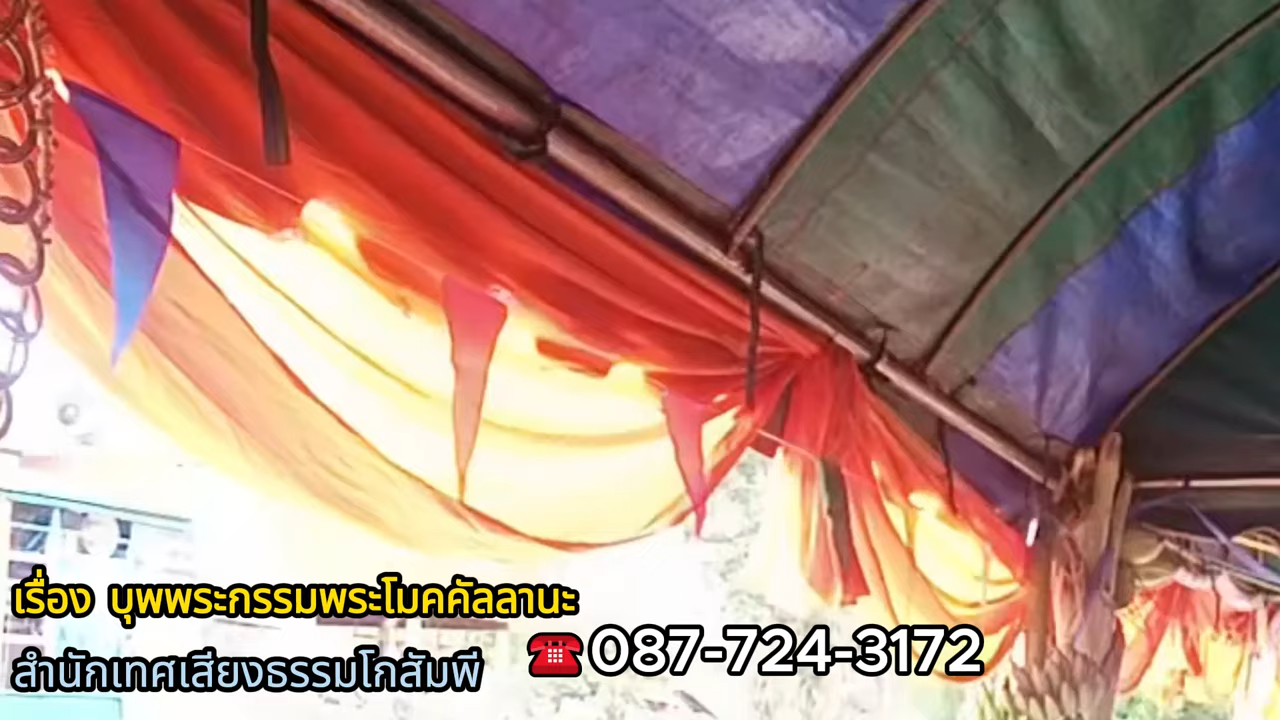 เรื่อง บุพพระกรรมพระโมคคัลลานะ
สำนักเทศเสียงธรรมโกสัมพี
☎087-724-3172